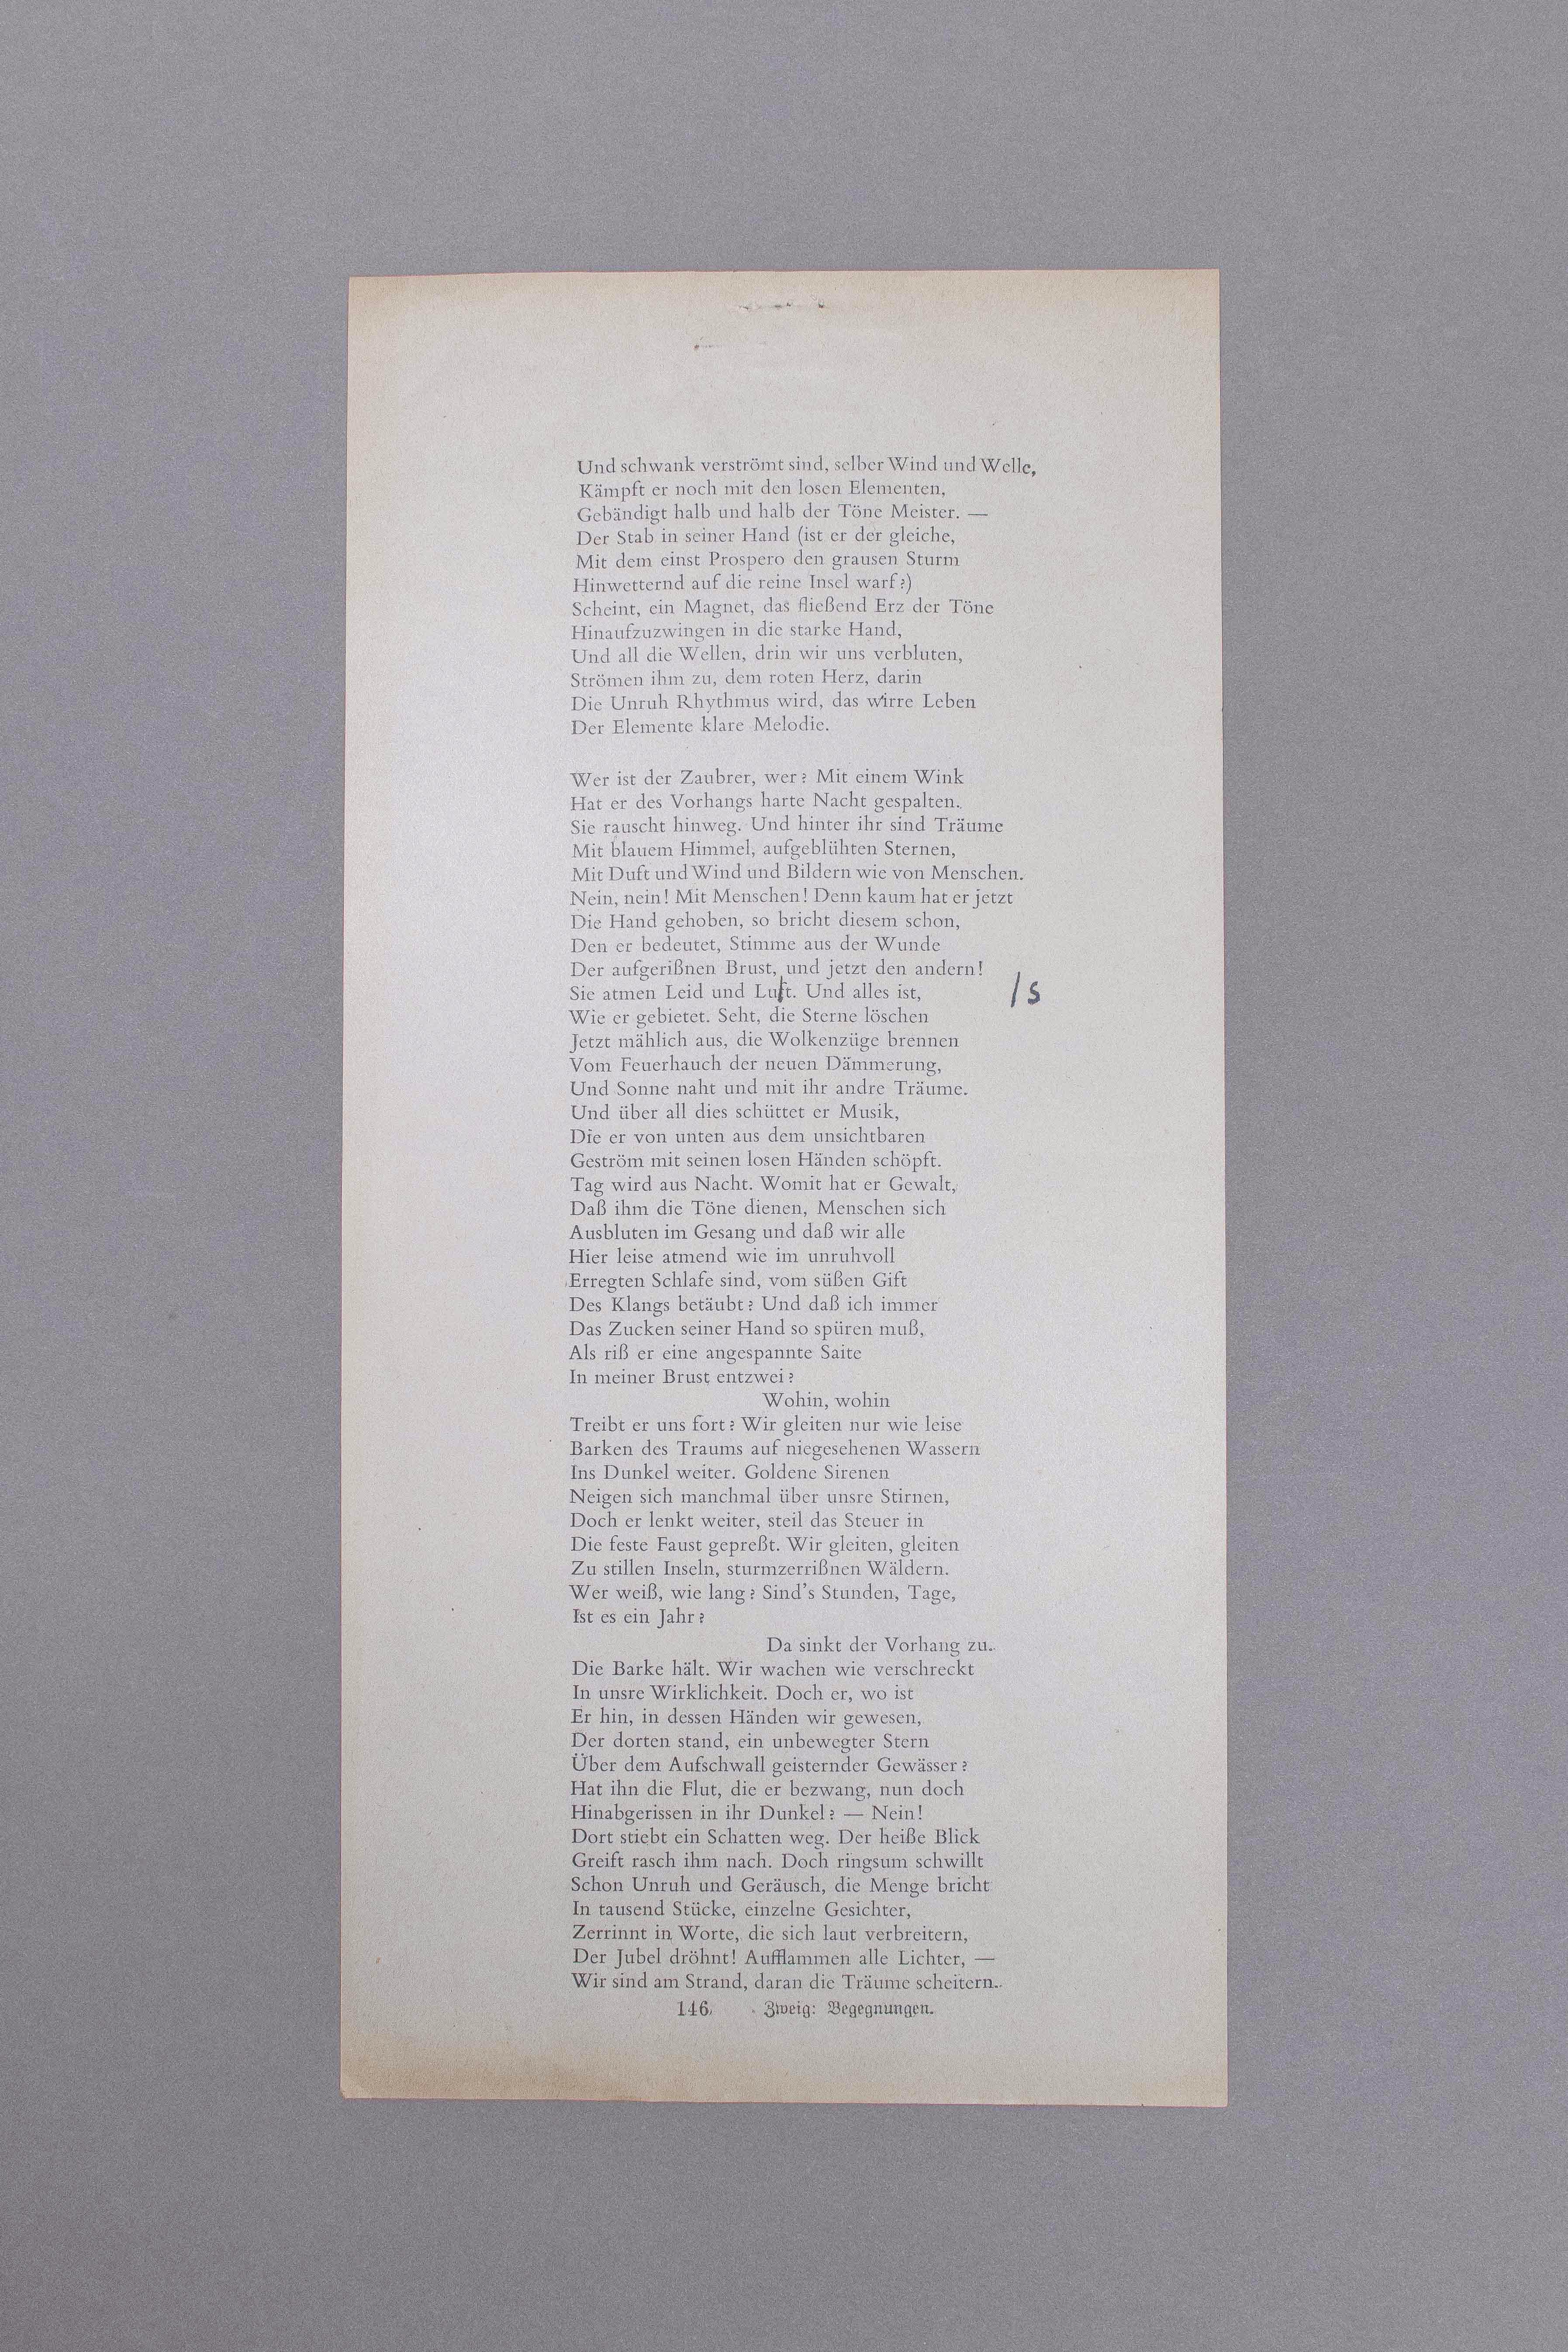 Und schwank verströmt sind, selber Wind und Welle,
Kämpft er noch mit den losen Elementen,
Gebändigt halb und halb der Töne Meister. —
Der Stab in seiner Hand (ist er der gleiche,
Mit dem einst Prospero den grausen Sturm
Hinwetternd auf die reine Insel warf?)
Scheint, ein Magnet, das fließend Erz der Töne
Hinaufzuzwingen in die starke Hand,
Und all die Wellen, drin wir uns verbluten,
Strömen ihm zu, dem roten Herz, darin
Die Unruh Rhythmus wird, das wirre Leben
Der Elemente klare Melodie.
Wer ist der Zaubrer, wer? Mit einem Wink
Hat er des Vorhangs harte Nacht gespalten.
Sie rauscht hinweg. Und hinter ihr sind Träume
Mit blauem Himmel, aufgeblühten Sternen,
Mit Duft und Wind und Bildern wie von Menschen.
Nein, nein! Mit Menschen! Denn kaum hat er jetzt
Die Hand gehoben, so bricht diesem schon,
Den er bedeutet, Stimme aus der Wunde
Der aufgerißnen Brust, und jetzt den andern!
Sie atmen Leid und Luft. Und alles ist, /s
Wie er gebietet. Seht, die Sterne löschen
Jetzt mählich aus, die Wolkenzüge brennen
Vom Feuerhauch der neuen Dämmerung,
Und Sonne naht und mit ihr andre Träume.
Und über all dies schüttet er Musik,
Die er von unten aus dem unsichtbaren
Geström mit seinen losen Händen schöpft.
Tag wird aus Nacht. Womit hat er Gewalt,
Daß ihm die Töne dienen, Menschen sich
Ausbluten im Gesang und daß wir alle
Hier leise atmend wie im unruhvoll
Erregten Schlafe sind, vom süßen Gift
Des Klangs betäubt? Und daß ich immer
Das Zucken seiner Hand so spüren muß,
Als riß er eine angespannte Saite
In meiner Brust entzwei?
Wohin, wohin
Treibt er uns fort? Wir gleiten nur wie leise
Barken des Traums auf niegesehenen Wassern
Ins Dunkel weiter. Goldene Sirenen
Neigen sich manchmal über unsre Stirnen,
Doch er lenkt weiter, steil das Steuer in
Die feste Faust gepreßt. Wir gleiten, gleiten
Zu stillen Inseln, sturmzerrißnen Wäldern.
Wer weiß, wie lang? Sind's Stunden, Tage,
Ist es ein Jahr?
Da sinkt der Vorhang zu.
Die Barke hält. Wir wachen wie verschreckt
In unsre Wirklichkeit. Doch er, wo ist
Er hin, in dessen Händen wir gewesen,
Der dorten stand, ein unbewegter Stern
Über dem Aufschwall geisternder Gewässer?
Hat ihn die Flut, die er bezwang, nun doch
Hinabgerissen in ihr Dunkel? — Nein!
Dort stiebt ein Schatten weg. Der heiße Blick
Greift rasch ihm nach. Doch ringsum schwillt
Schon Unruh und Geräusch, die Menge bricht
In tausend Stücke, einzelne Gesichter,
Zerrinnt in Worte, die sich laut verbreitern,
Der Jubel dröhnt! Aufflammen alle Lichter, —
Wir sind am Strand, daran die Träume scheitern.
146 Zweig: Begegnungen.